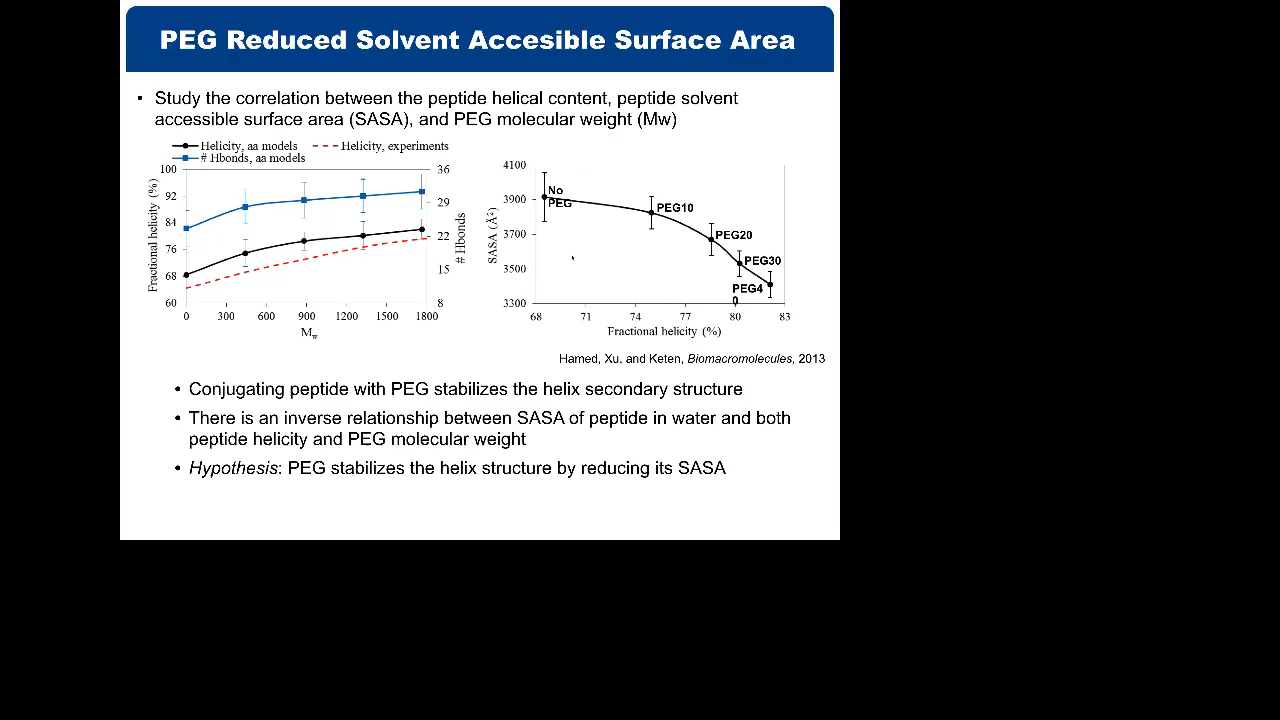 PEG Reduced Solvent Accesible Surface Area
• Study the correlation between the peptide helical content, peptide solvent
accessible surface area (SASA), and PEG molecular weight (Mw)
Helicity, aa models
Helicity, experiments
# Hbonds, aa models
100
92
84
76
68
60
Fractional helicity (%)
36
29
22
15
8
# Hbonds
0 300 600 900 1200 1500 1800
Mw
4100
3900
3700
3500
3300
SASA (Å²)
No
PEG
PEG10
PEG20
PEG30
PEG4
0
68 71 74 77 80 83
Fractional helicity (%)
Hamed, Xu, and Keten, Biomacromolecules, 2013
• Conjugating peptide with PEG stabilizes the helix secondary structure
• There is an inverse relationship between SASA of peptide in water and both
peptide helicity and PEG molecular weight
• Hypothesis: PEG stabilizes the helix structure by reducing its SASA